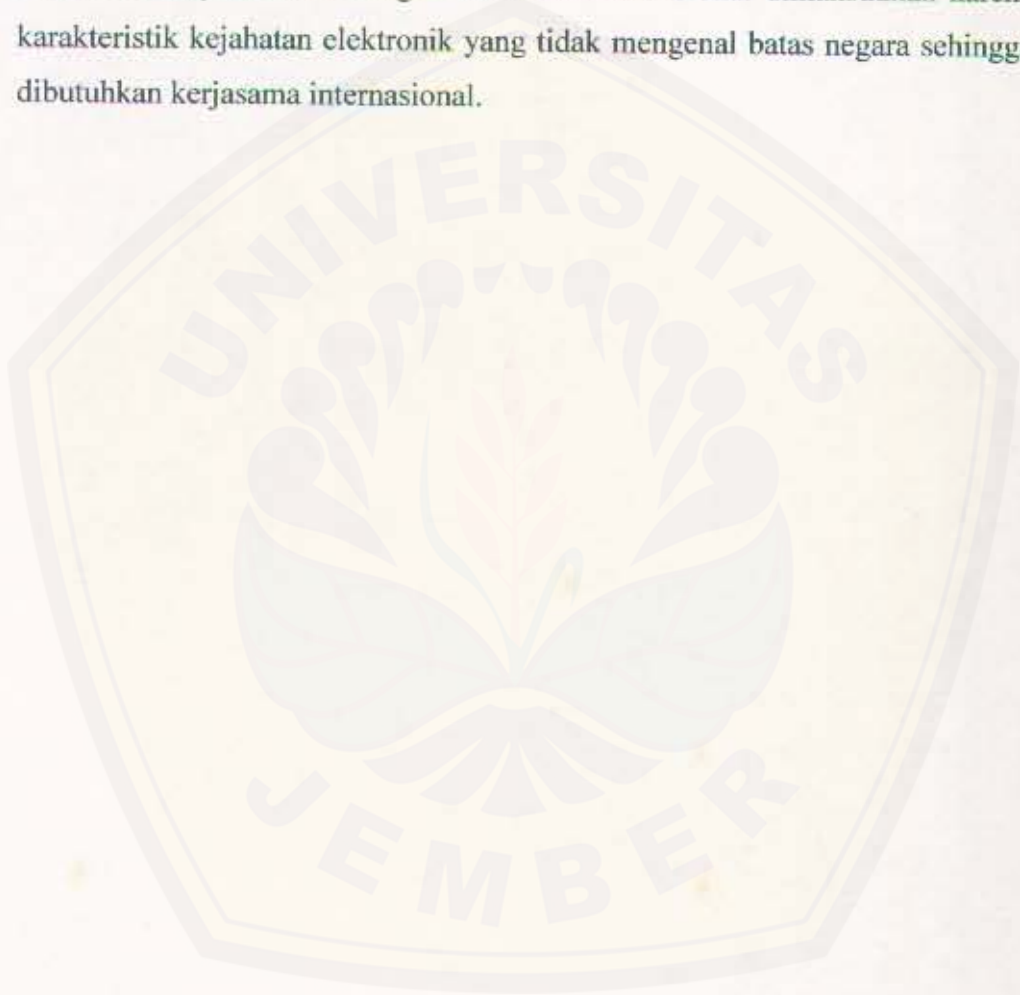 karakteristik kejahatan elektronik yang tidak mengenal batas negara sehingg
dibutuhkan kerjasama internasional.
UNIVERSITAS
JEMBER